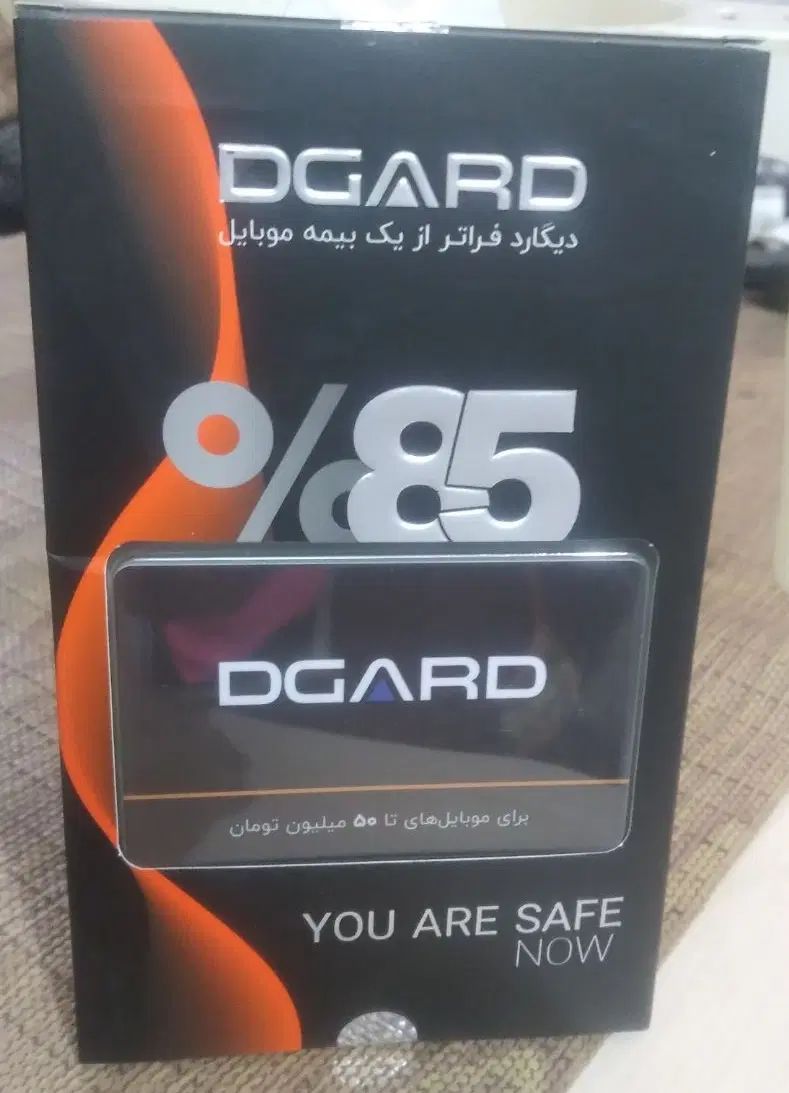 DGARD
دیگارد فراتر از یک بیمه موبایل
%85
DGARD
برای موبایل‌های تا ۵۰ میلیون تومان
YOU ARE SAFE
NOW